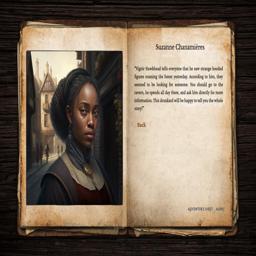 Suzanne Chanamières
"Vigric Hawkhead tells everyone that he saw strange hooded
figures roaming the forest yesterday. According to him, they
seemed to be looking for someone. You should go to the
tavern, he spends all day there, and ask him directly for more
information. This drunkard will be happy to tell you the whole
story!"
Back